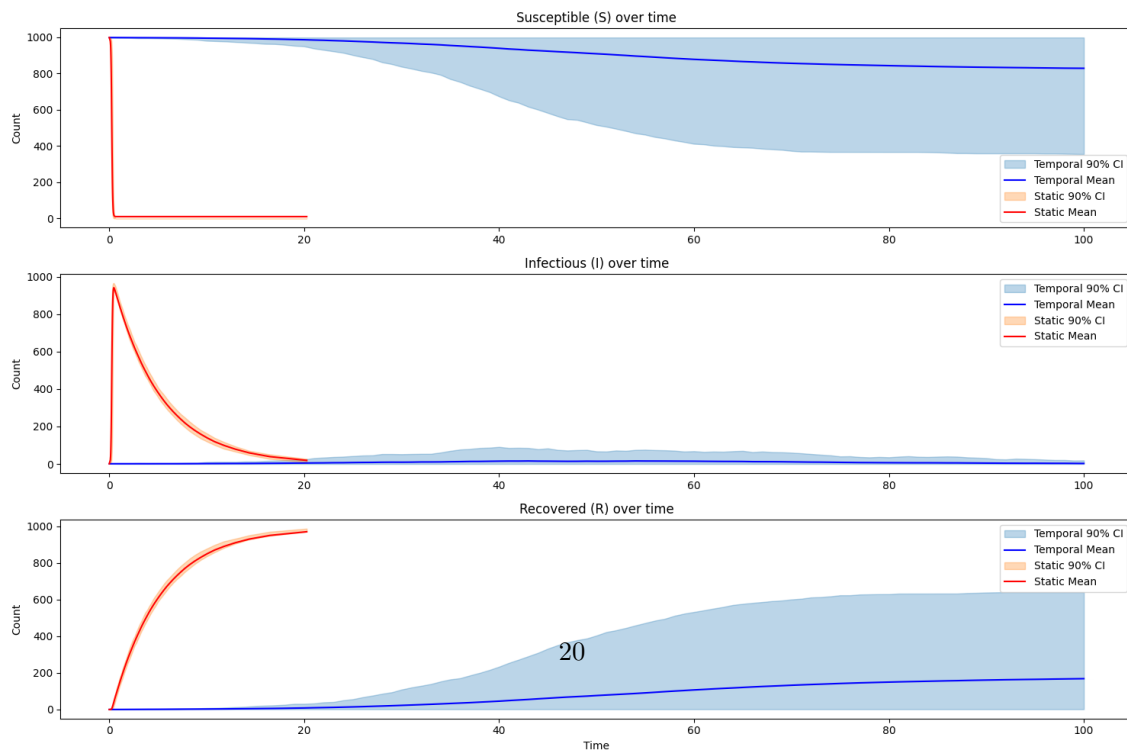 Susceptible (S) over time
1000
800
600
400
200
0
Count
Temporal 90% CI
Temporal Mean
Static 90% CI
Static Mean
0 20 40 60 80 100
Infectious (I) over time
1000
800
600
400
200
0
Count
Temporal 90% CI
Temporal Mean
Static 90% CI
Static Mean
0 20 40 60 80 100
Recovered (R) over time
1000
800
600
400
200
0
Count
Temporal 90% CI
Temporal Mean
Static 90% CI
Static Mean
20
0 20 40 60 80 100
Time